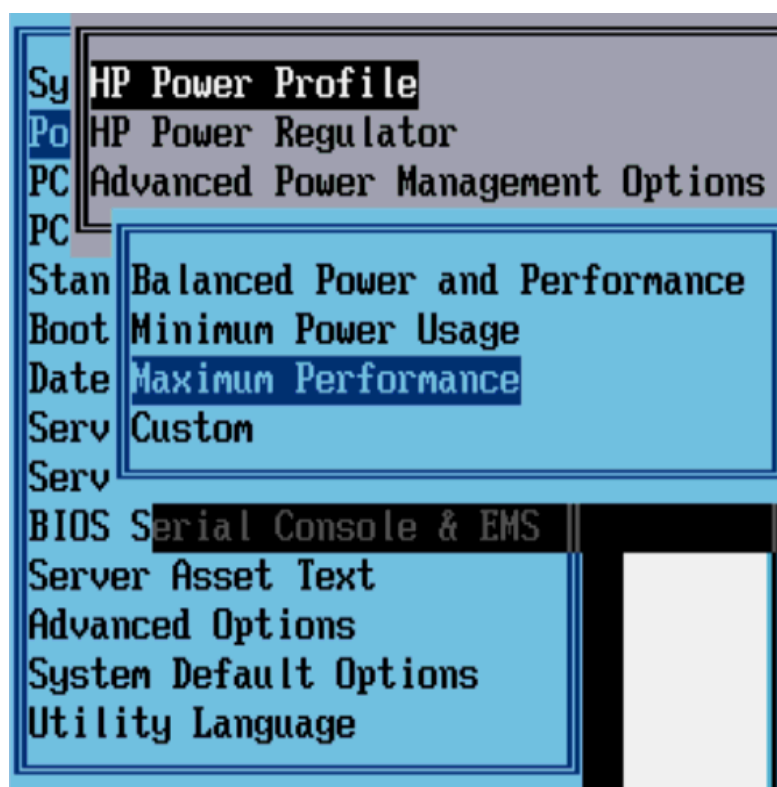 HP Power Profile
HP Power Regulator
Advanced Power Management Options
Balanced Power and Performance
Minimum Power Usage
Maximum Performance
Custom
Sy
Po
PC
PC
Stan
Boot
Date
Serv
Serv
BIOS Serial Console & EMS
Server Asset Text
Advanced Options
System Default Options
Utility Language